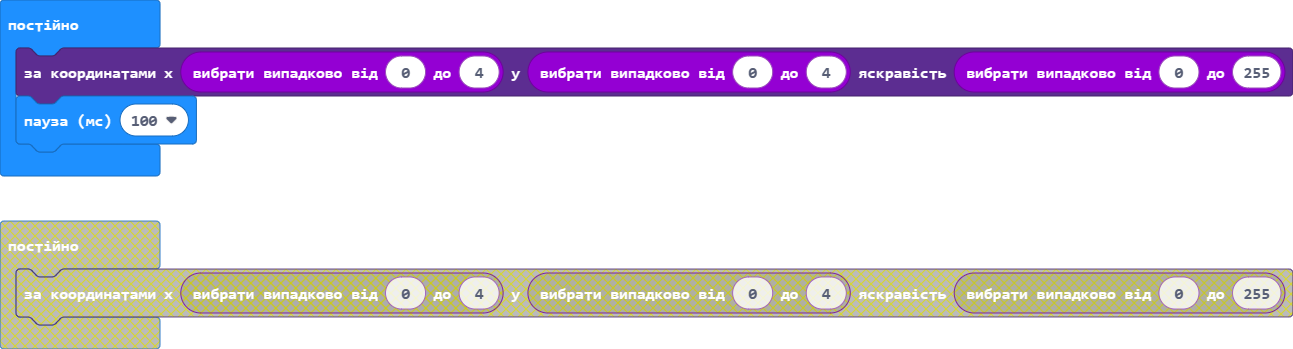 постійно
за координатами x вибрати випадково від 0 до 4 y вибрати випадково від 0 до 4 яскравість вибрати випадково від 0 до 255
пауза (мс) 100
постійно
за координатами x вибрати випадково від 0 до 4 y вибрати випадково від 0 до 4 яскравість вибрати випадково від 0 до 255